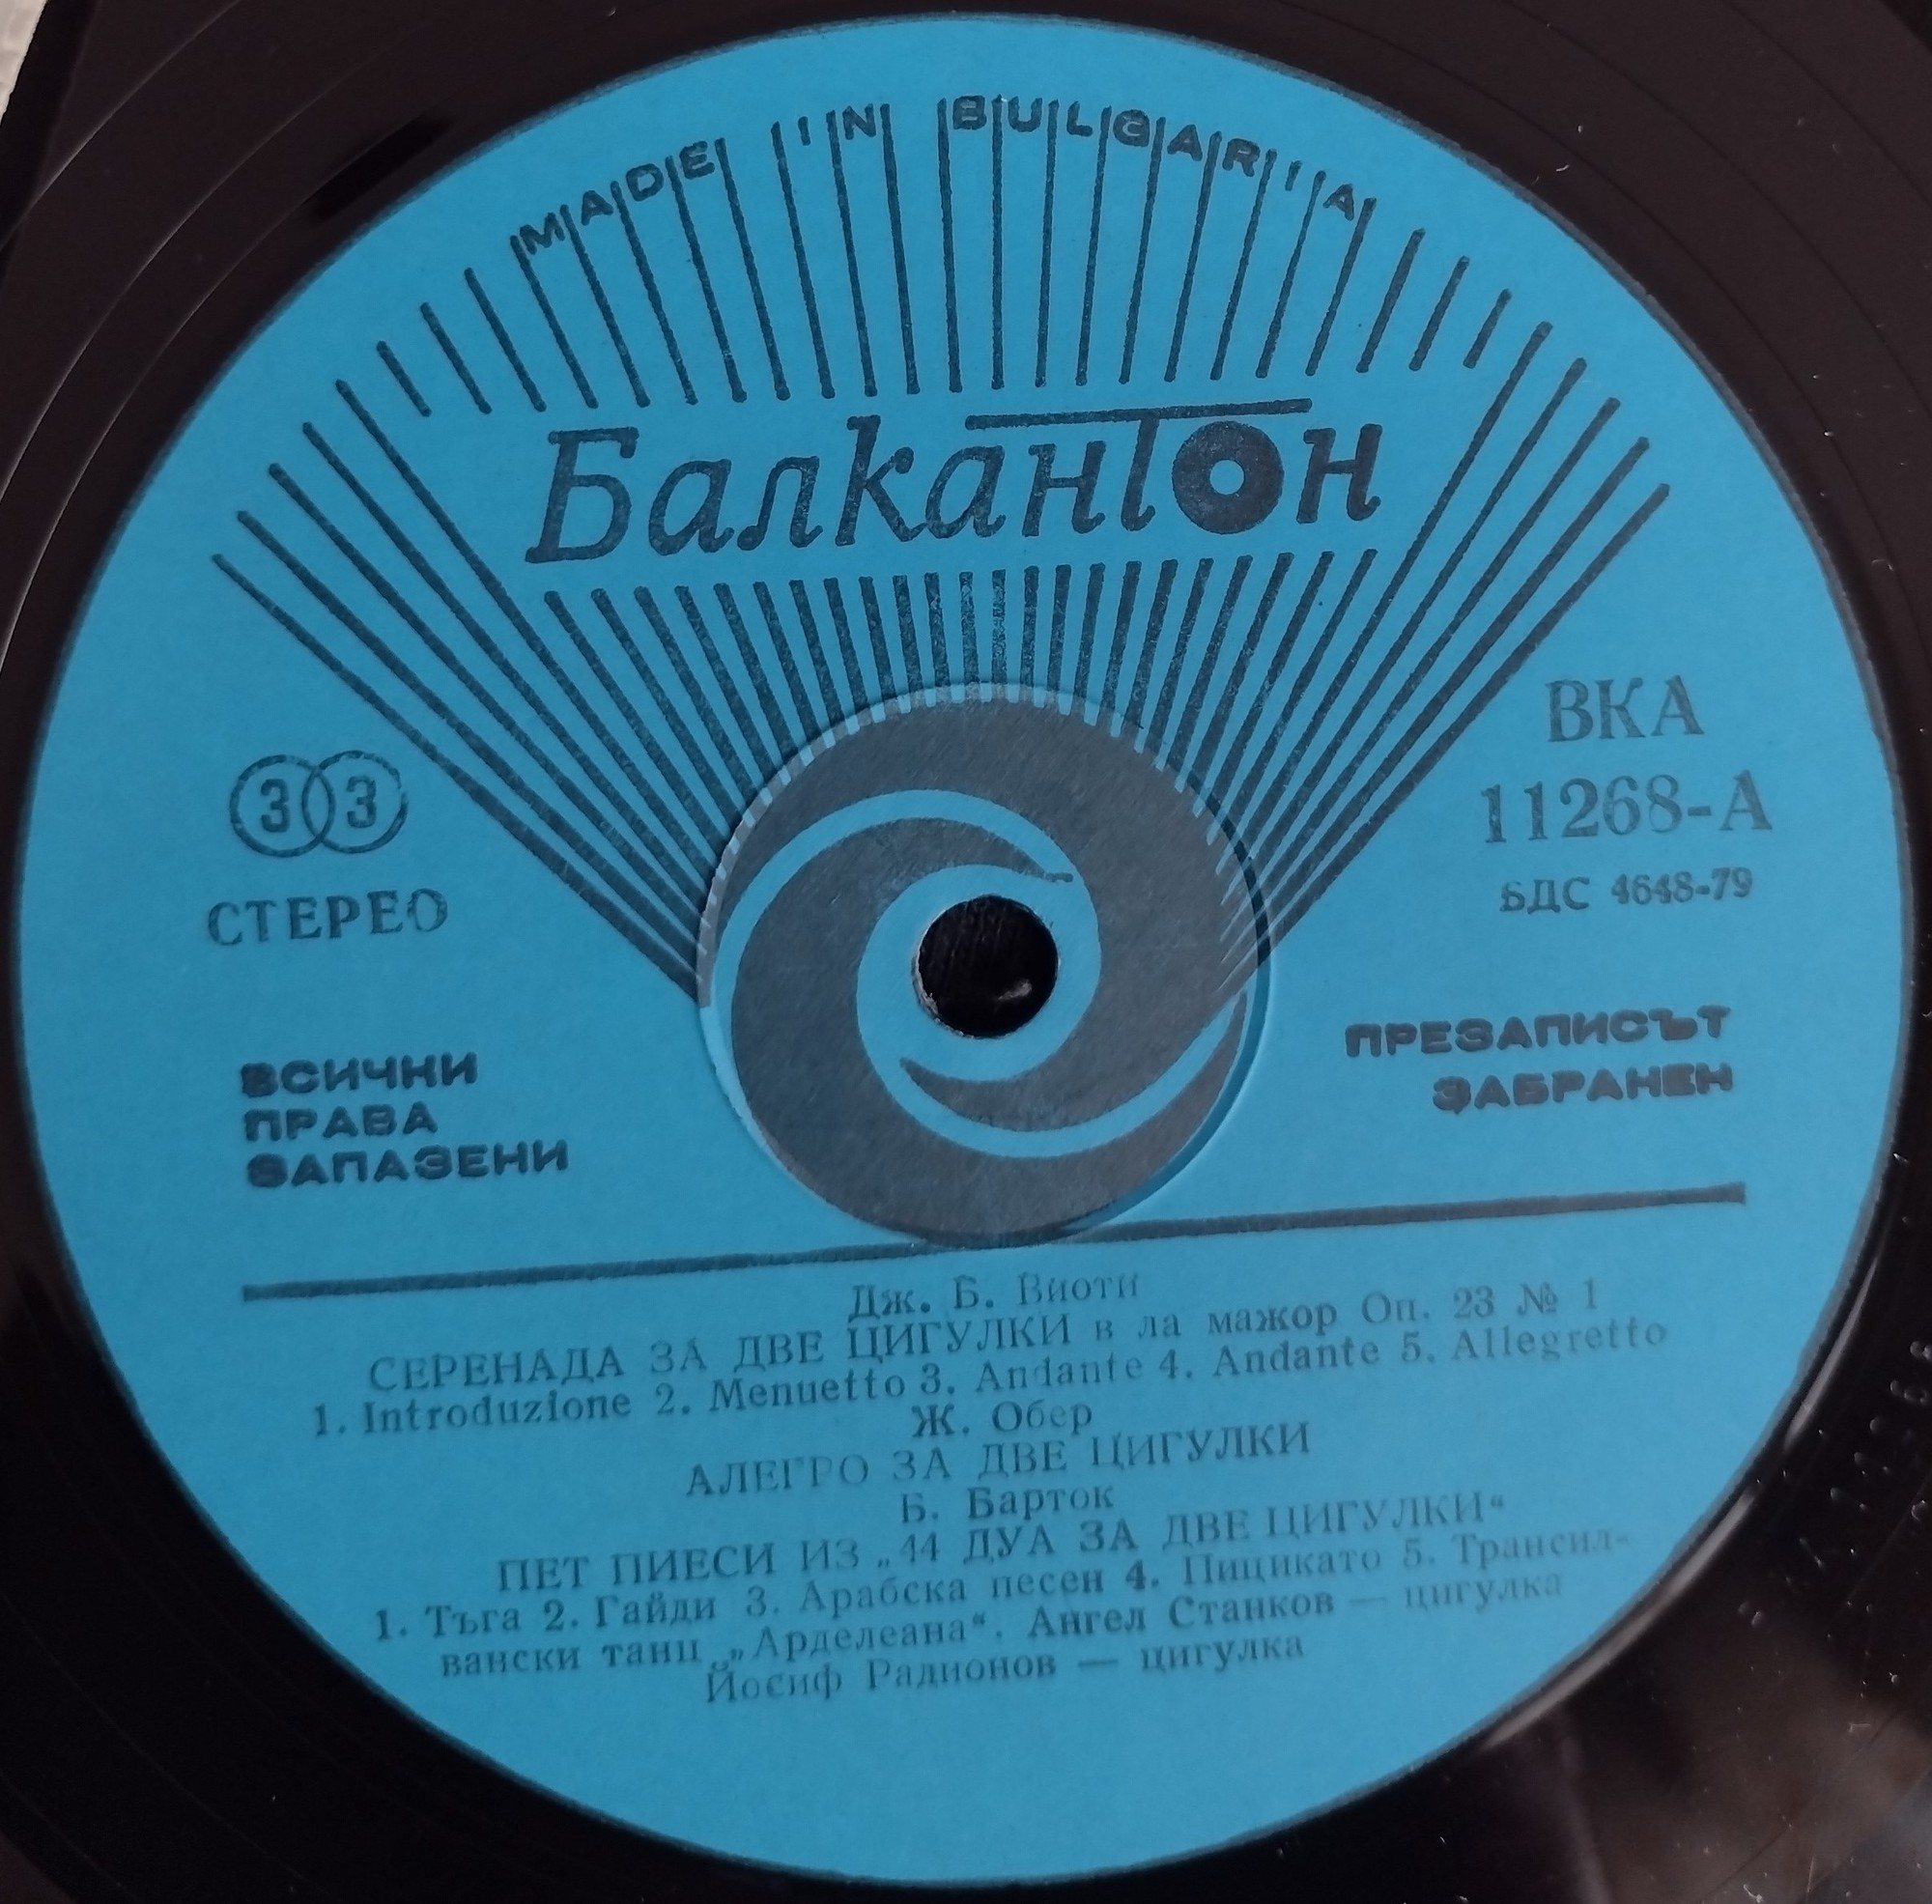 MADE IN BULGARIA
Балкантон
33
СТЕРЕО
ВКА
11268-А
БДС 4648-79
ВСИЧНИ
ПРАВА
ЗАПАЗЕНИ
ПРЕЗАПИСЪТ
ЗАБРАНЕН
Дж. Б. Виоти
СЕРЕНАДА ЗА ДВЕ ЦИГУЛКИ в ла мажор Оп. 23 № 1
1. Introduzione 2. Menuetto 3. Andante 4. Andante 5. Allegretto
Ж. Обер
АЛЕГРО ЗА ДВЕ ЦИГУЛКИ
Б. Барток
ПЕТ ПИЕСИ ИЗ „44 ДУА ЗА ДВЕ ЦИГУЛКИ“
1. Тъга 2. Гайди 3. Арабска песен 4. Пицикато 5. Трансил-
вански танц „Арделеана“. Ангел Станков — цигулка
Йосиф Радионов — цигулка